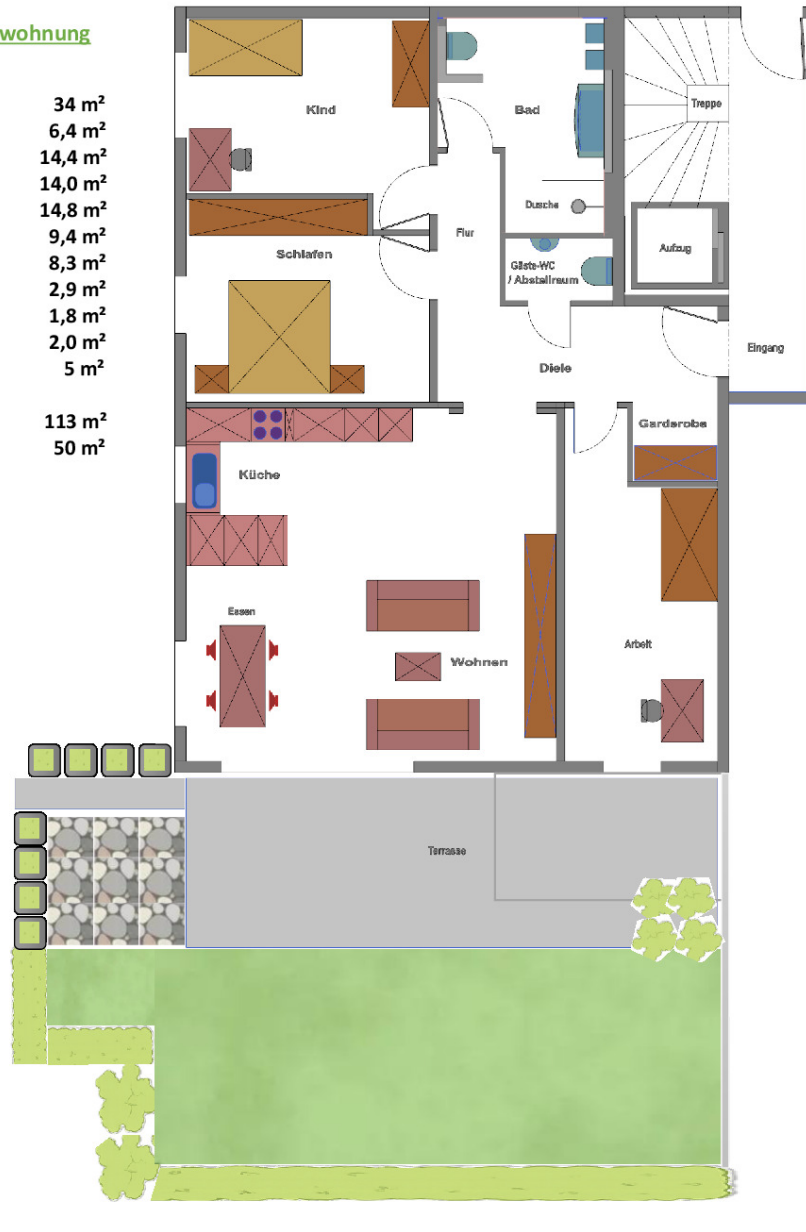 wohnung
34 m²
6,4 m²
14,4 m²
14,0 m²
14,8 m²
9,4 m²
8,3 m²
2,9 m²
1,8 m²
2,0 m²
5 m²
113 m²
50 m²
Kind
Bad
Treppe
Dusche
Flur
Schlafen
Gäste-WC
/ Abstellraum
Aufzug
Eingang
Diele
Garderobe
Küche
Essen
Wohnen
Arbeit
Terrasse